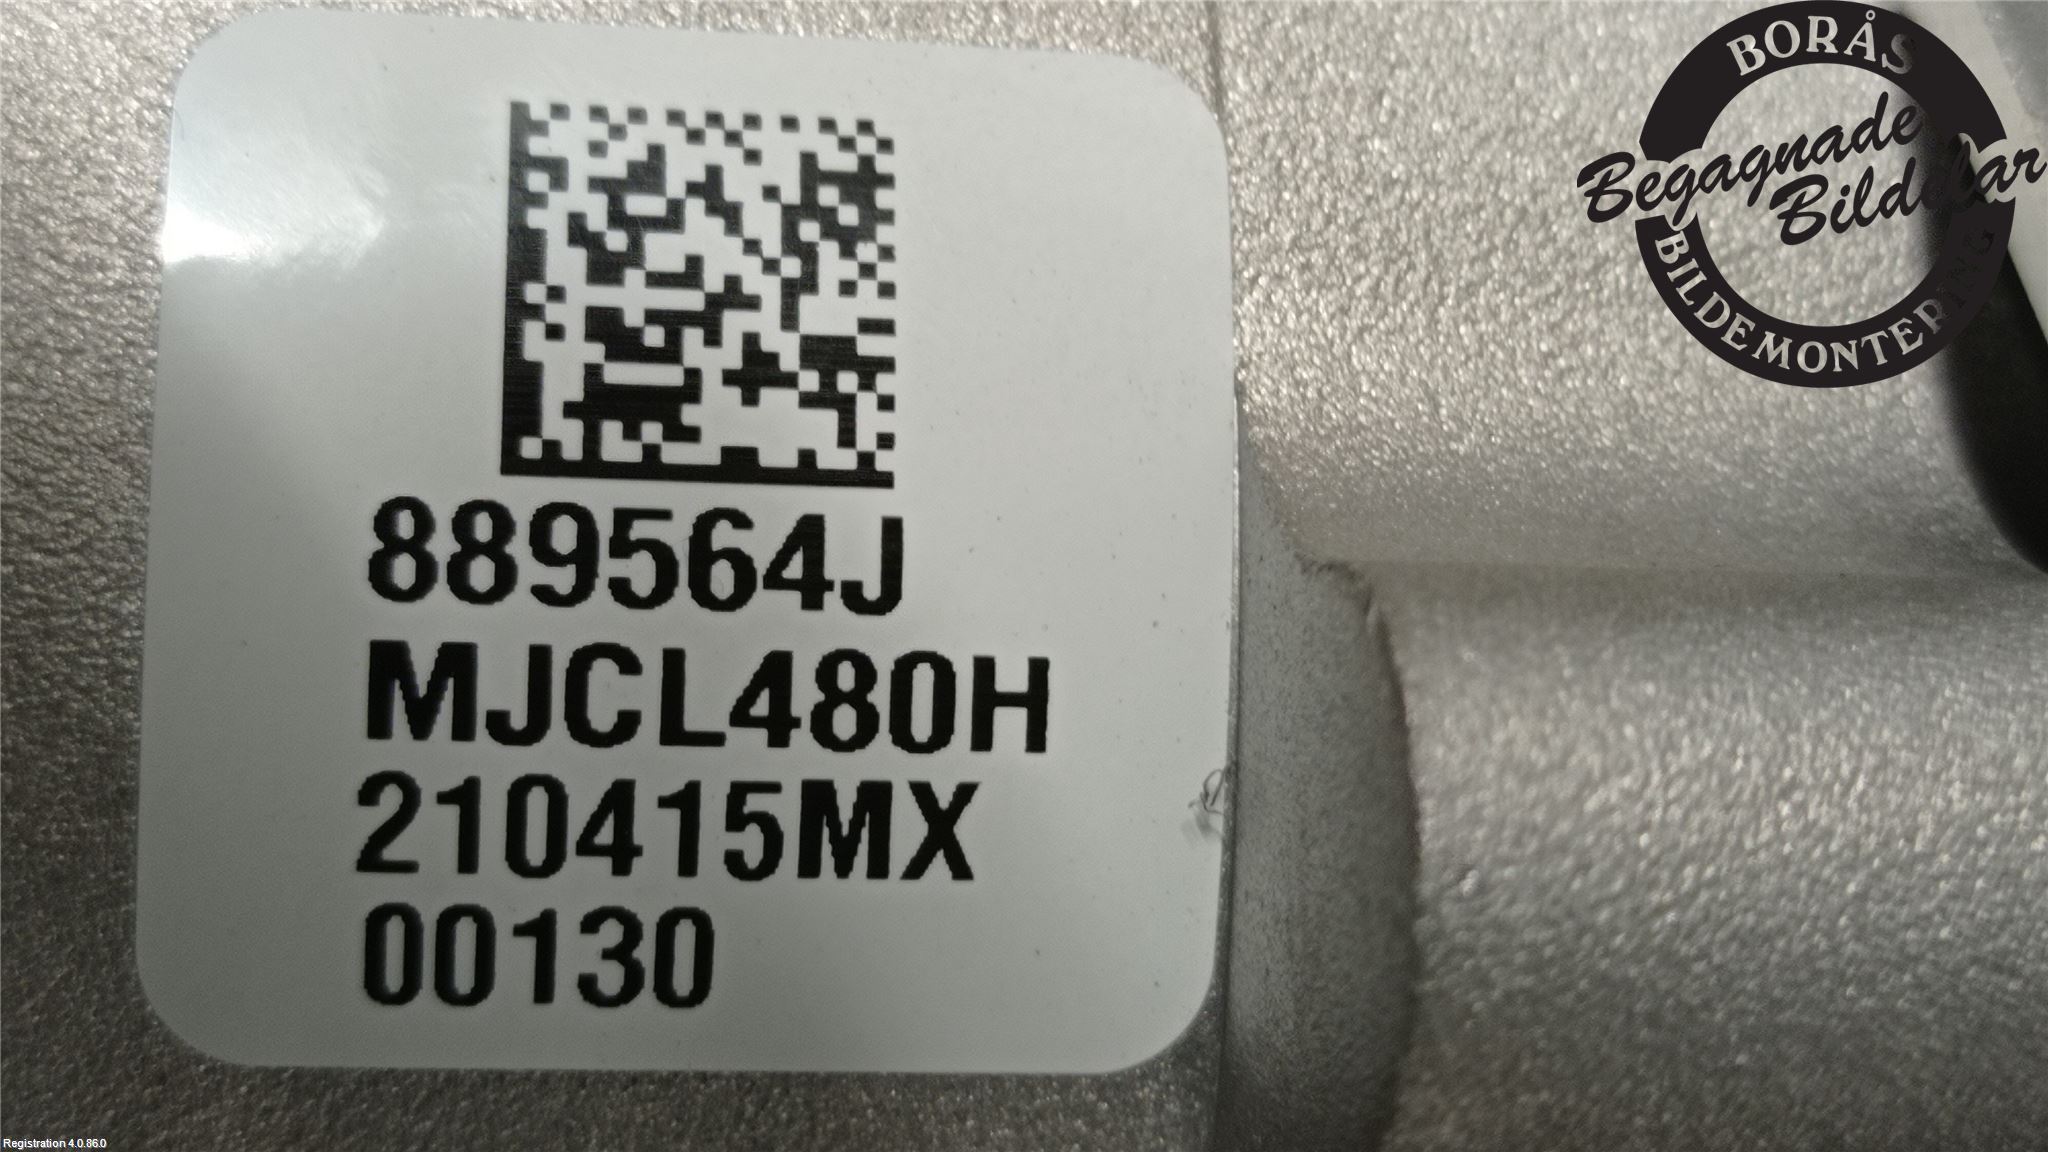 889564J
MJCL480H
210415MX
00130
BORÅS
Begagnade
Bildelar
BILDEMONTERING
Registration 4.0.86.0